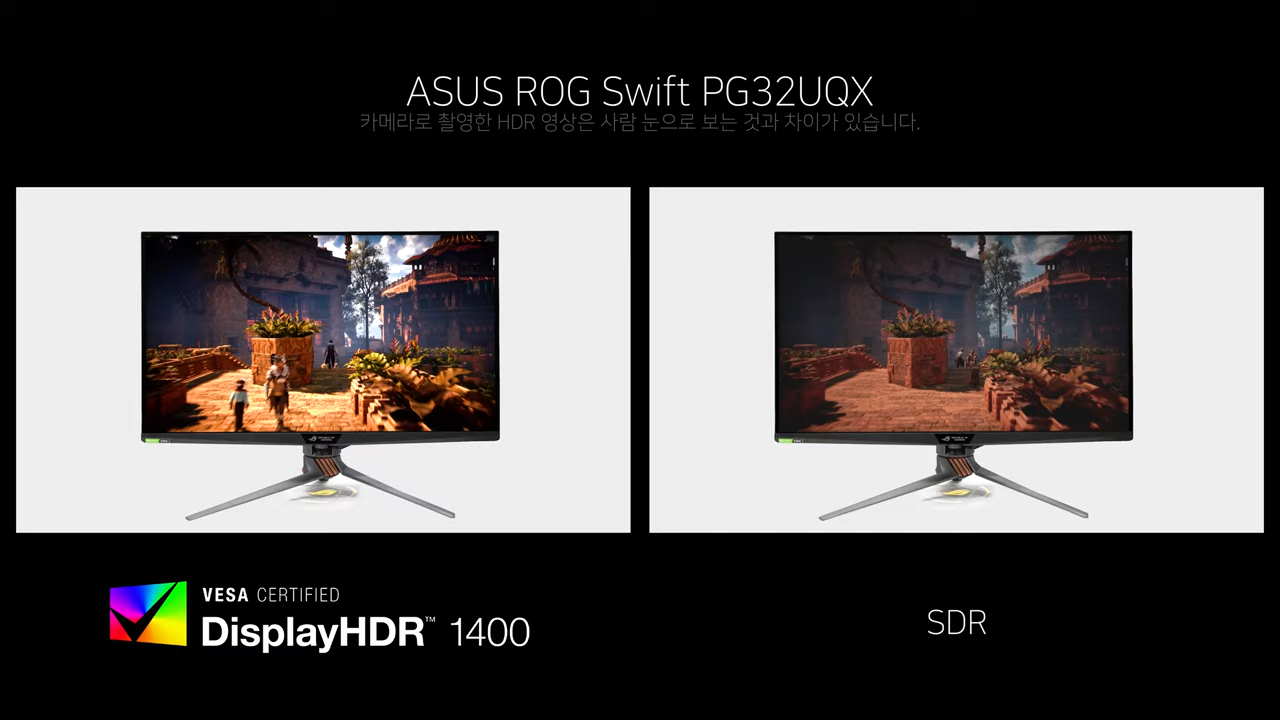 ASUS ROG Swift PG32UQX
카메라로 촬영한 HDR 영상은 사람 눈으로 보는 것과 차이가 있습니다.
VESA CERTIFIED
DisplayHDR™ 1400
SDR